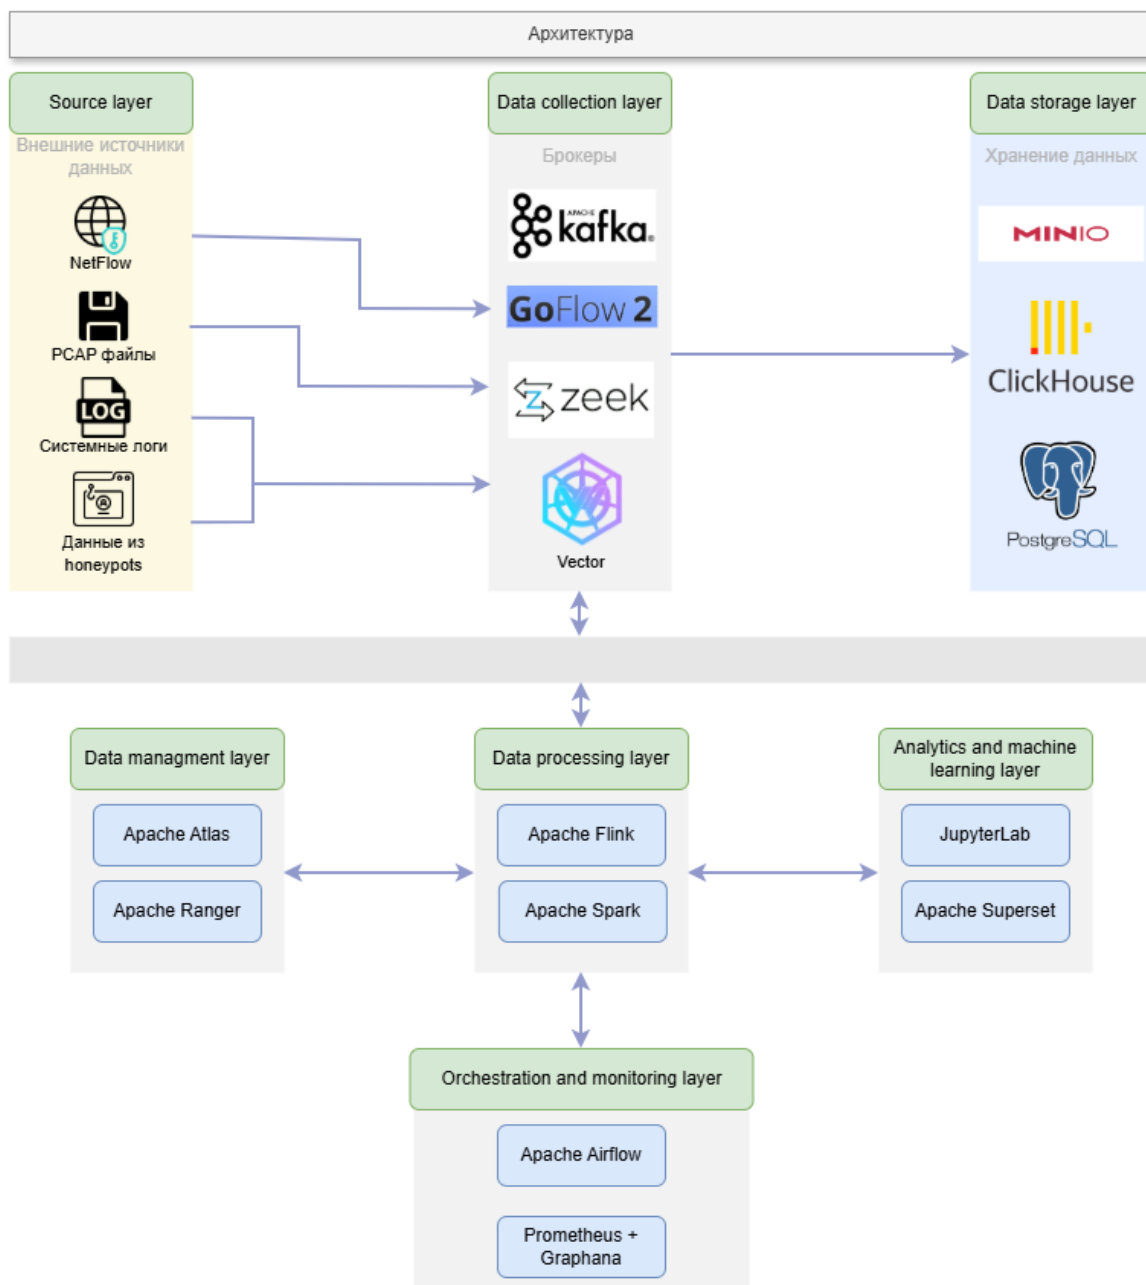 Архитектура
Source layer
Внешние источники
данных
NetFlow
PCAP файлы
LOG
Системные логи
Данные из
honeypots
Data collection layer
Брокеры
APACHE
kafka®
GoFlow 2
zeek
Vector
Data storage layer
Хранение данных
MINIO
ClickHouse
PostgreSQL
Data managment layer
Apache Atlas
Apache Ranger
Data processing layer
Apache Flink
Apache Spark
Analytics and machine
learning layer
JupyterLab
Apache Superset
Orchestration and monitoring layer
Apache Airflow
Prometheus +
Graphana